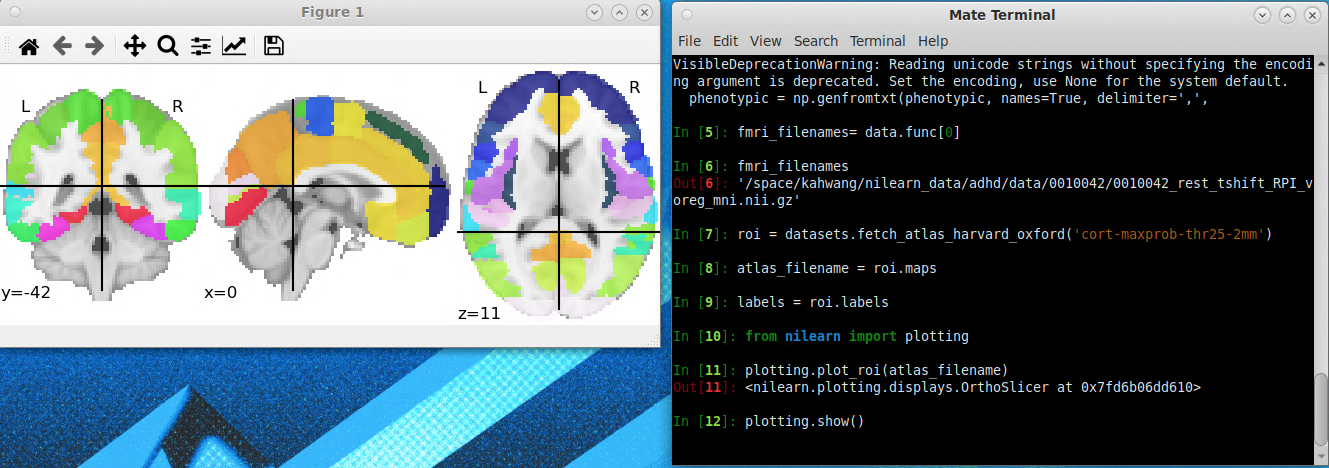 Figure 1
L
R
y=-42
x=0
L
R
z=11
Mate Terminal
File Edit View Search Terminal Help
VisibleDeprecationWarning: Reading unicode strings without specifying the encodi
ng argument is deprecated. Set the encoding, use None for the system default.
  phenotypic = np.genfromtxt(phenotypic, names=True, delimiter=',',
In [5]: fmri_filenames= data.func[0]
In [6]: fmri_filenames
Out[6]: '/space/kahwang/nilearn_data/adhd/data/0010042/0010042_rest_tshift_RPI_v
oreg_mni.nii.gz'
In [7]: roi = datasets.fetch_atlas_harvard_oxford('cort-maxprob-thr25-2mm')
In [8]: atlas_filename = roi.maps
In [9]: labels = roi.labels
In [10]: from nilearn import plotting
In [11]: plotting.plot_roi(atlas_filename)
Out[11]: <nilearn.plotting.displays.OrthoSlicer at 0x7fd6b06dd610>
In [12]: plotting.show()